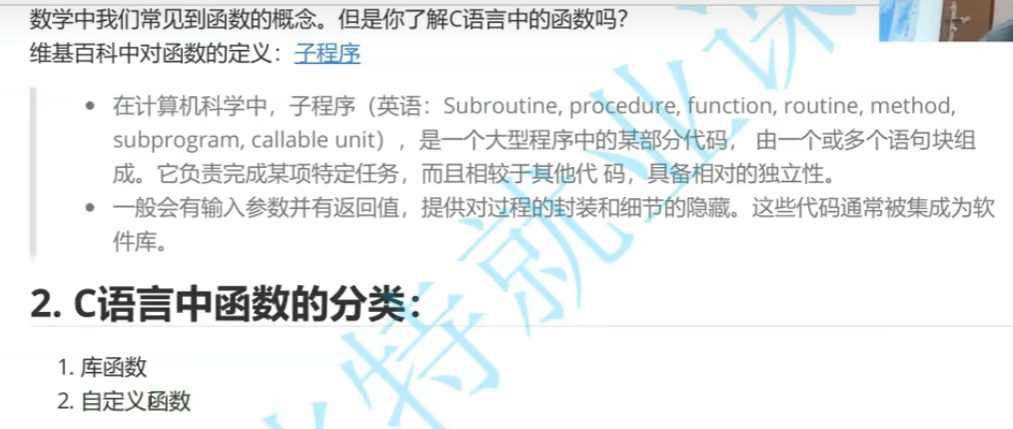 数学中我们常见到函数的概念。但是你了解C语言中的函数吗？
维基百科中对函数的定义：子程序
• 在计算机科学中，子程序（英语：Subroutine, procedure, function, routine, method,
subprogram, callable unit），是一个大型程序中的某部分代码， 由一个或多个语句块组
成。它负责完成某项特定任务，而且相较于其他代 码，具备相对的独立性。
• 一般会有输入参数并有返回值，提供对过程的封装和细节的隐藏。这些代码通常被集成为软
件库。
2. C语言中函数的分类：
1. 库函数
2. 自定义函数
特就业课